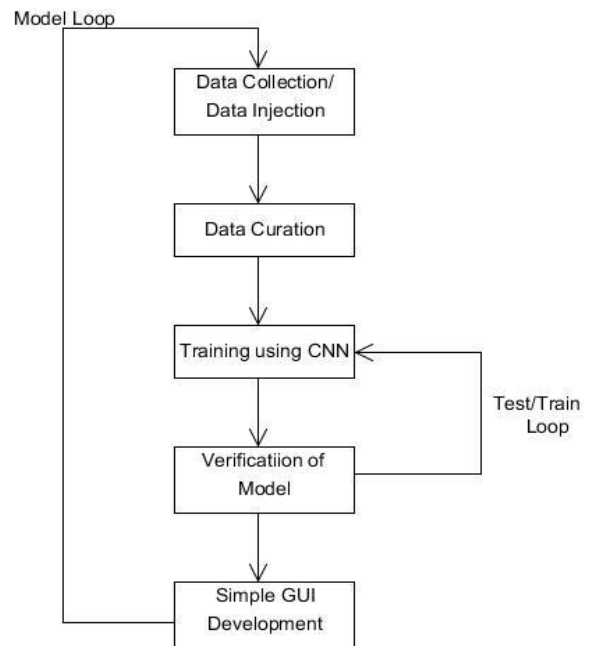 Model Loop
Data Collection/
Data Injection
Data Curation
Training using CNN
Test/Train
Loop
Verificatiion of
Model
Simple GUI
Development